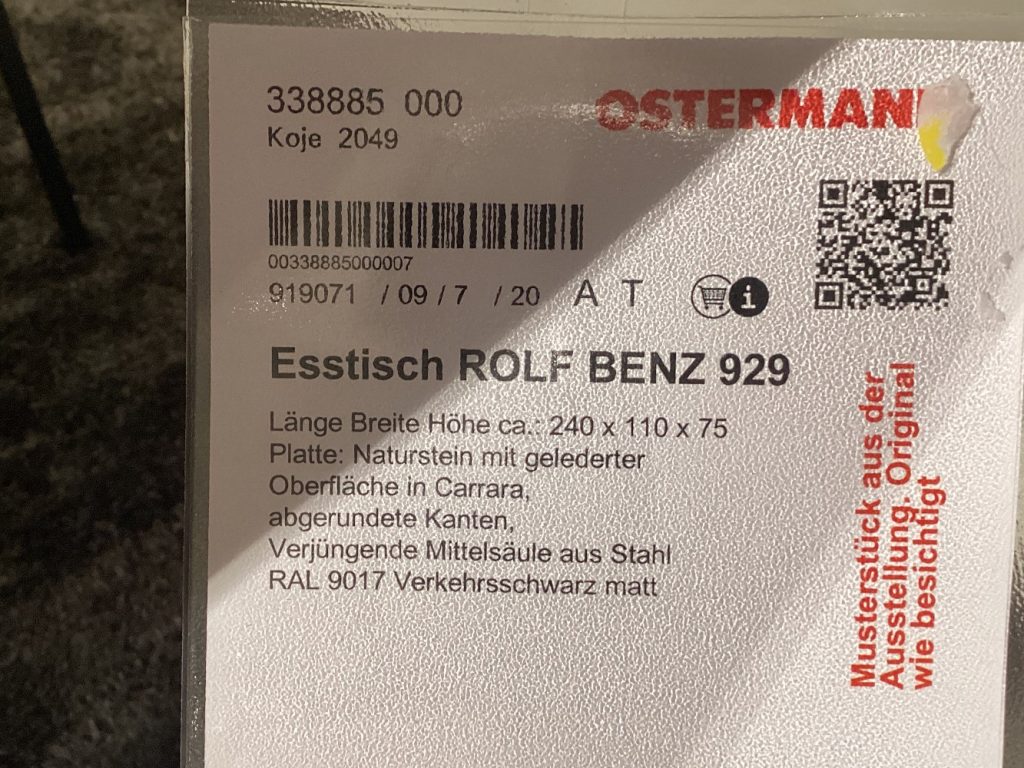 338885 000
Koje 2049
OSTERMAN
00338885000007
919071 / 09 / 7 / 20 A T
i
Esstisch ROLF BENZ 929
Länge Breite Höhe ca.: 240 x 110 x 75
Platte: Naturstein mit gelederter
Oberfläche in Carrara,
abgerundete Kanten,
Verjüngende Mittelsäule aus Stahl
RAL 9017 Verkehrsschwarz matt
Musterstück aus der
Ausstellung. Original
wie besichtigt